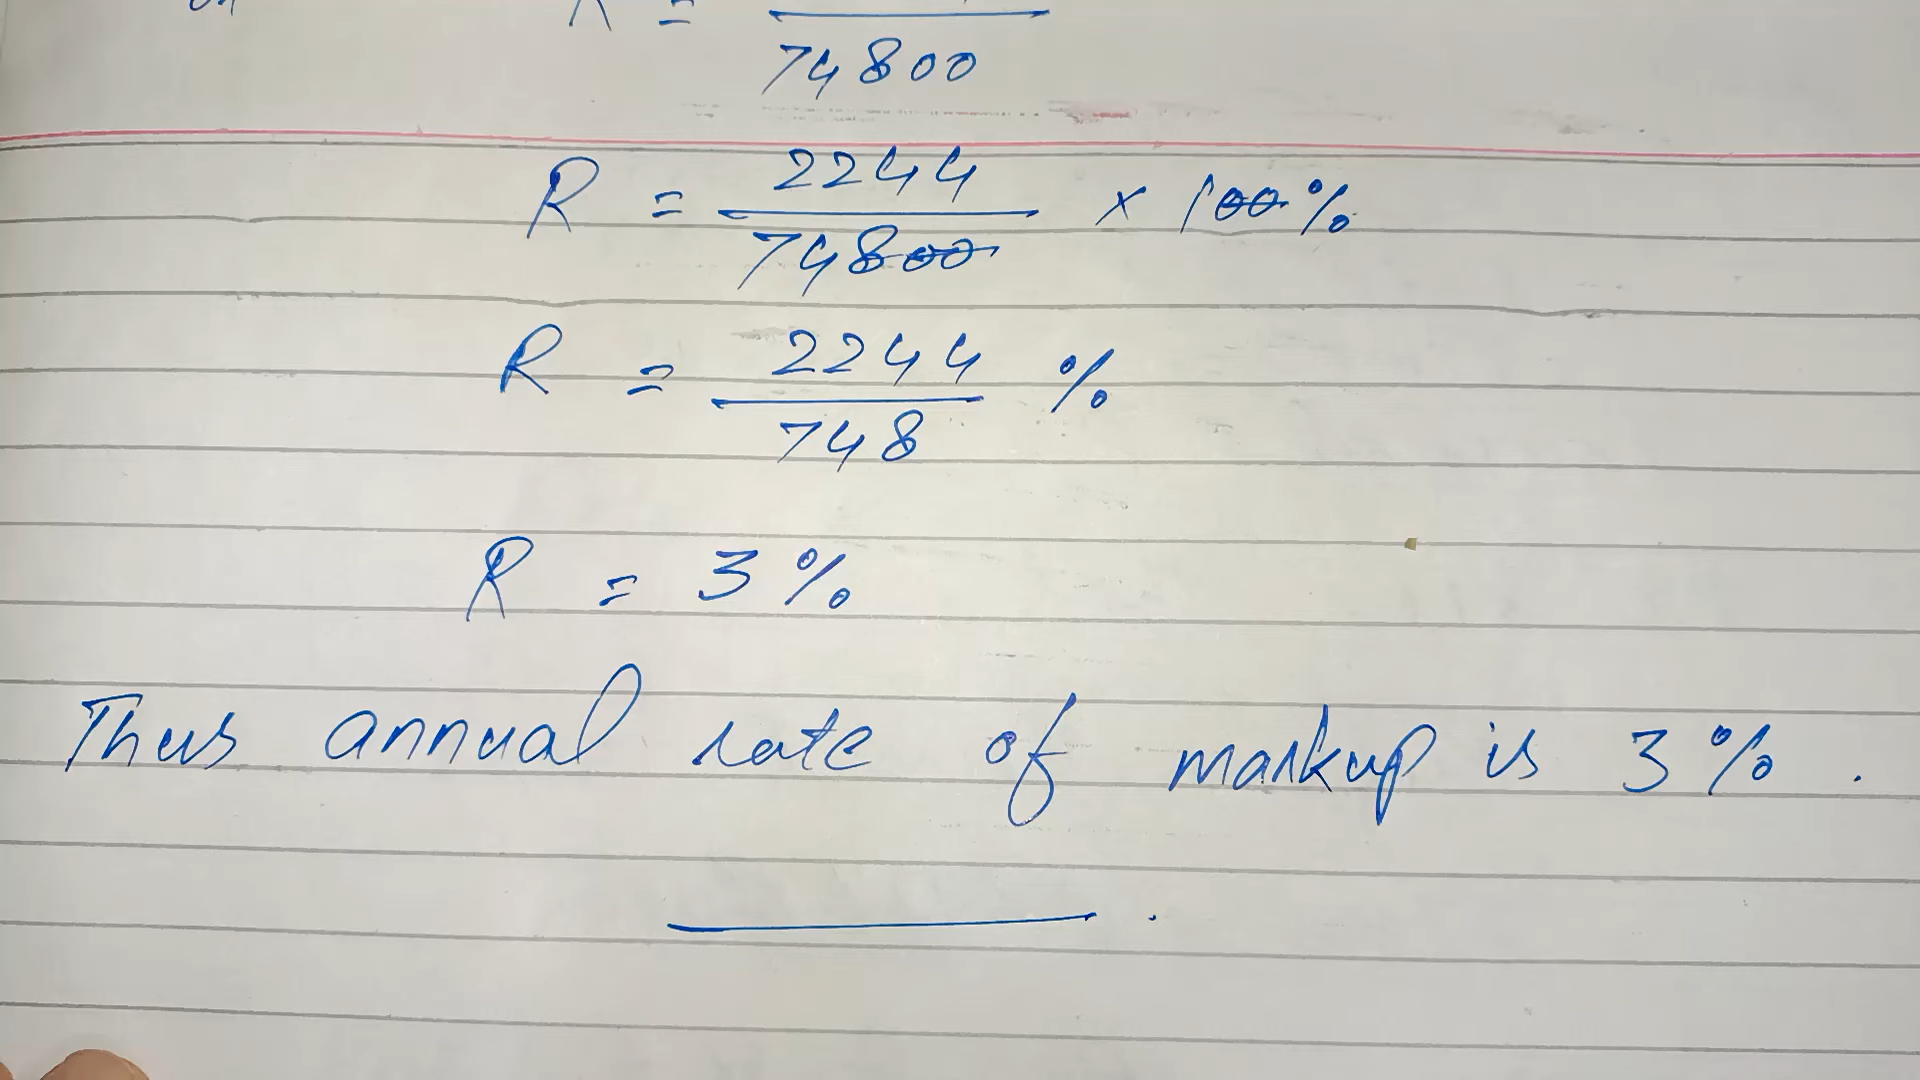 R = 
74800
R = 2244 / 74800 × 100%
R = 2244 / 748 %
R = 3%
Thus annual rate of markup is 3%.